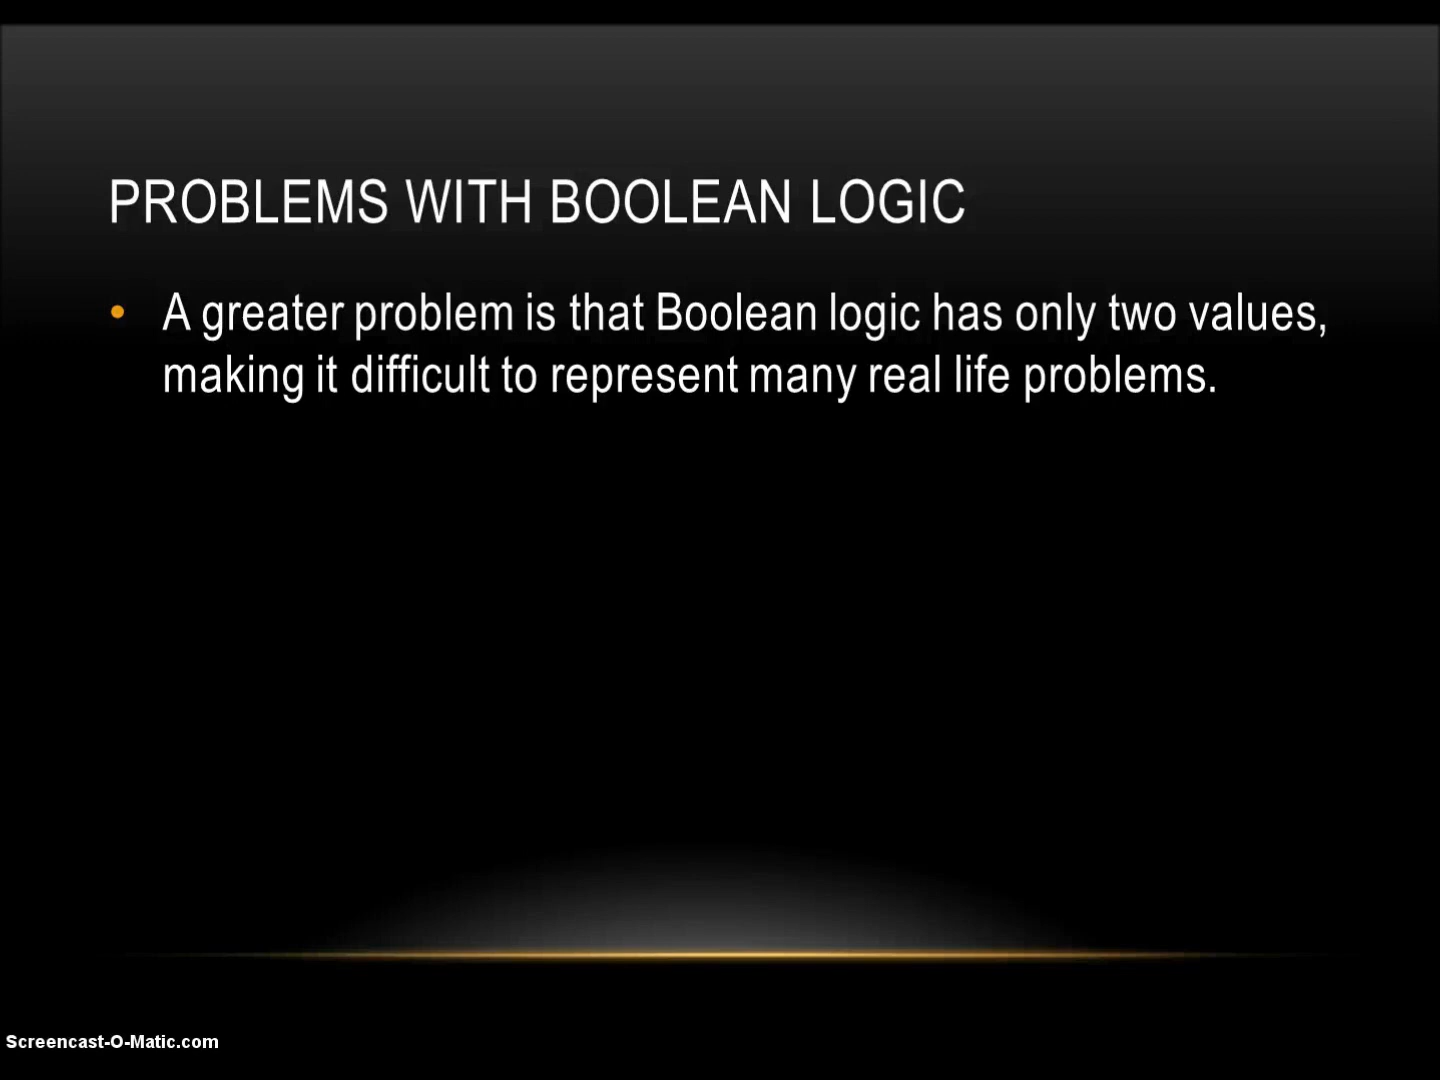 PROBLEMS WITH BOOLEAN LOGIC
• A greater problem is that Boolean logic has only two values,
making it difficult to represent many real life problems.
Screencast-O-Matic.com